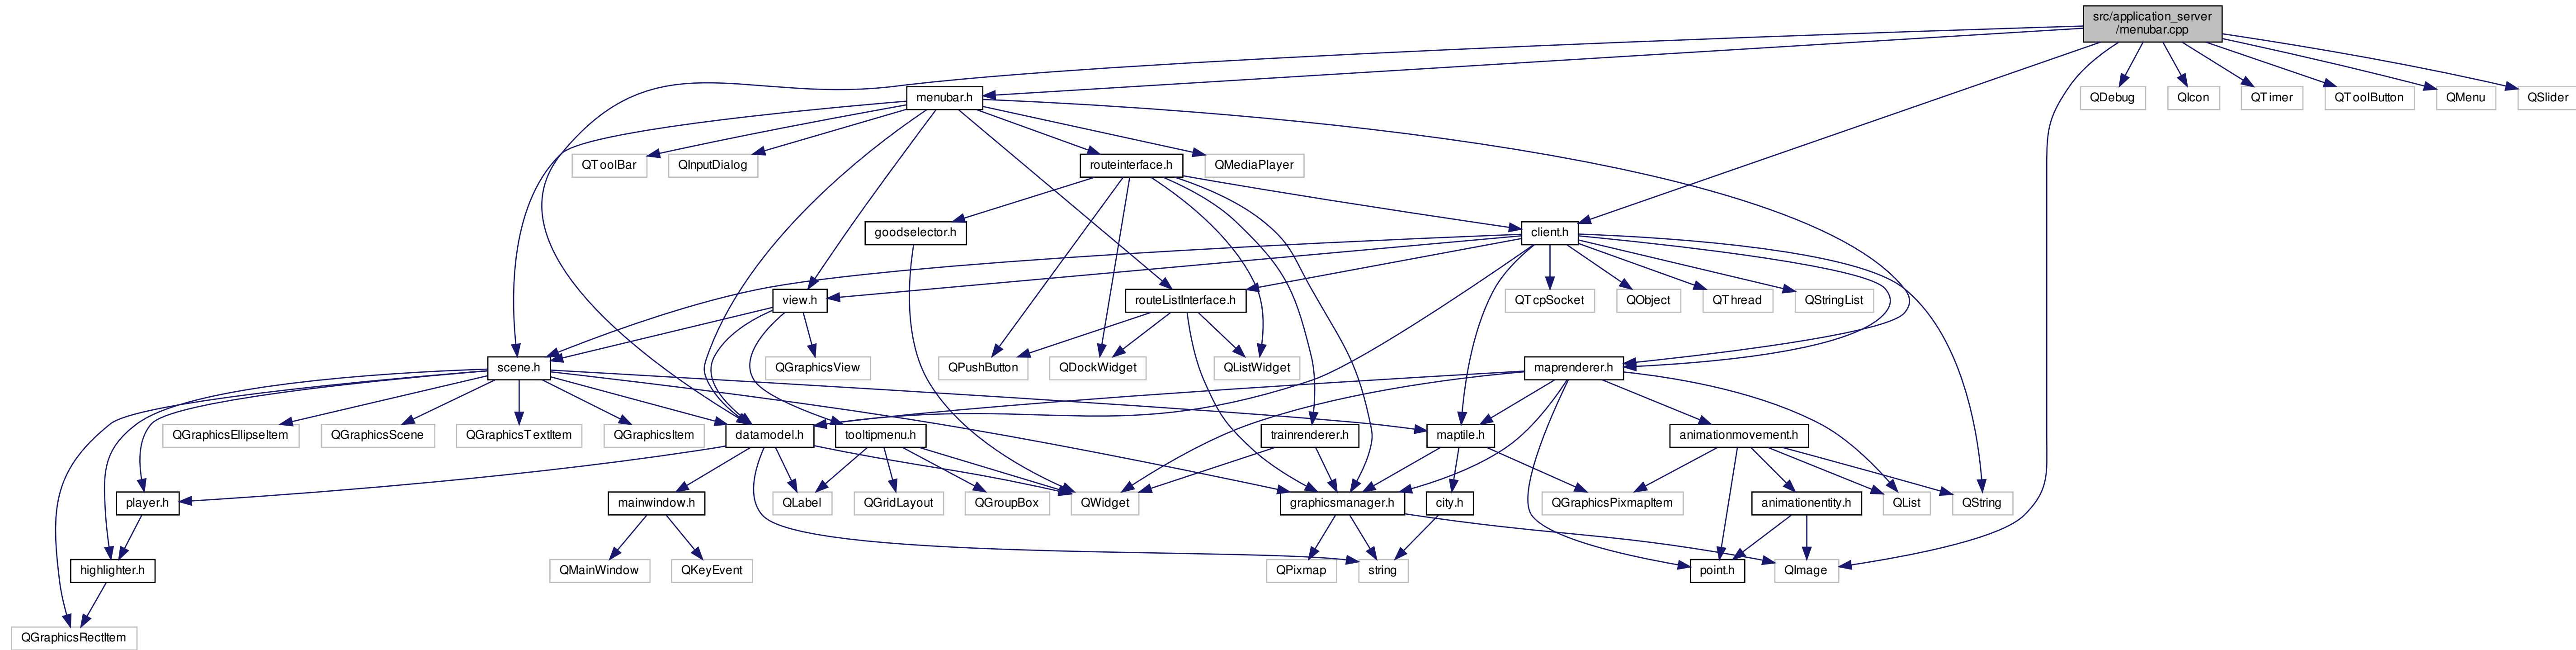 src/application_server
/menubar.cpp
menubar.h
QDebug
QIcon
QTimer
QToolButton
QMenu
QSlider
QToolBar
QInputDialog
routeinterface.h
QMediaPlayer
goodselector.h
client.h
view.h
routeListInterface.h
QTcpSocket
QObject
QThread
QStringList
scene.h
QGraphicsView
QPushButton
QDockWidget
QListWidget
maprenderer.h
QGraphicsEllipseItem
QGraphicsScene
QGraphicsTextItem
QGraphicsItem
datamodel.h
tooltipmenu.h
trainrenderer.h
maptile.h
animationmovement.h
player.h
mainwindow.h
QLabel
QGridLayout
QGroupBox
QWidget
graphicsmanager.h
city.h
QGraphicsPixmapItem
animationentity.h
QList
QString
highlighter.h
QMainWindow
QKeyEvent
QPixmap
string
point.h
QImage
QGraphicsRectItem